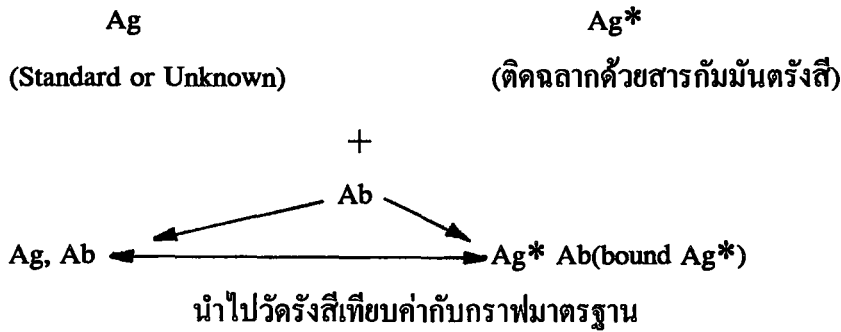 Ag Ag*
(Standard or Unknown) (ติดฉลากด้วยสารกัมมันตรังสี)
+
Ab
Ag, Ab Ag* Ab(bound Ag*)
นำไปวัดรังสีเทียบค่ากับกราฟมาตรฐาน